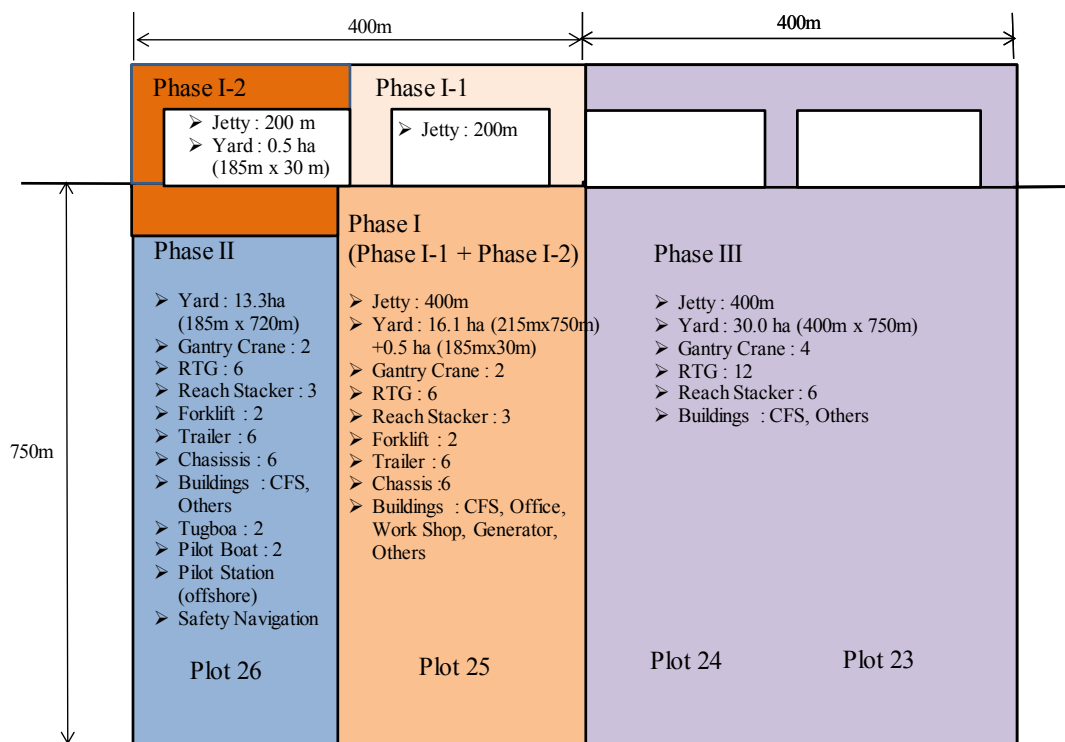 400m
400m
Phase I-2
➢ Jetty : 200 m
➢ Yard : 0.5 ha
(185m x 30 m)
Phase I-1
➢ Jetty : 200m
750m
Phase II
➢ Yard : 13.3ha
(185m x 720m)
➢ Gantry Crane : 2
➢ RTG : 6
➢ Reach Stacker : 3
➢ Forklift : 2
➢ Trailer : 6
➢ Chasissis : 6
➢ Buildings : CFS,
Others
➢ Tugboa : 2
➢ Pilot Boat : 2
➢ Pilot Station
(offshore)
➢ Safety Navigation
Plot 26
Phase I
(Phase I-1 + Phase I-2)
➢ Jetty : 400m
➢ Yard : 16.1 ha (215mx750m)
+0.5 ha (185mx30m)
➢ Gantry Crane : 2
➢ RTG : 6
➢ Reach Stacker : 3
➢ Forklift : 2
➢ Trailer : 6
➢ Chassis :6
➢ Buildings : CFS, Office,
Work Shop, Generator,
Others
Plot 25
Phase III
➢ Jetty : 400m
➢ Yard : 30.0 ha (400m x 750m)
➢ Gantry Crane : 4
➢ RTG : 12
➢ Reach Stacker : 6
➢ Buildings : CFS, Others
Plot 24
Plot 23